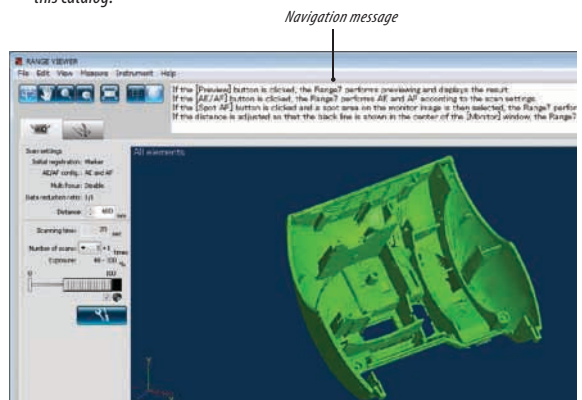 this catalog.
Navigation message
RANGE VIEWER
File Edit View Measure Instrument Help
If the [Preview] button is clicked, the Range7 performs previewing and displays the result.
If the [AE/AF] button is clicked, the Range7 performs AE and AF according to the scan settings.
If the [Spot AF] button is clicked and a spot area on the monitor image is then selected, the Range7 perfor
If the distance is adjusted so that the back line is shown in the center of the [Monitor] window, the Range7
All elements
Scan settings
Initial registration: Marker
AE/AF config.: AE and AF
Multi focus: Disable
Data reduction ratio: 1/1
Distance: mm
Scanning time: 20 sec
Number of scans: times
Exposure: %
0 100
Y